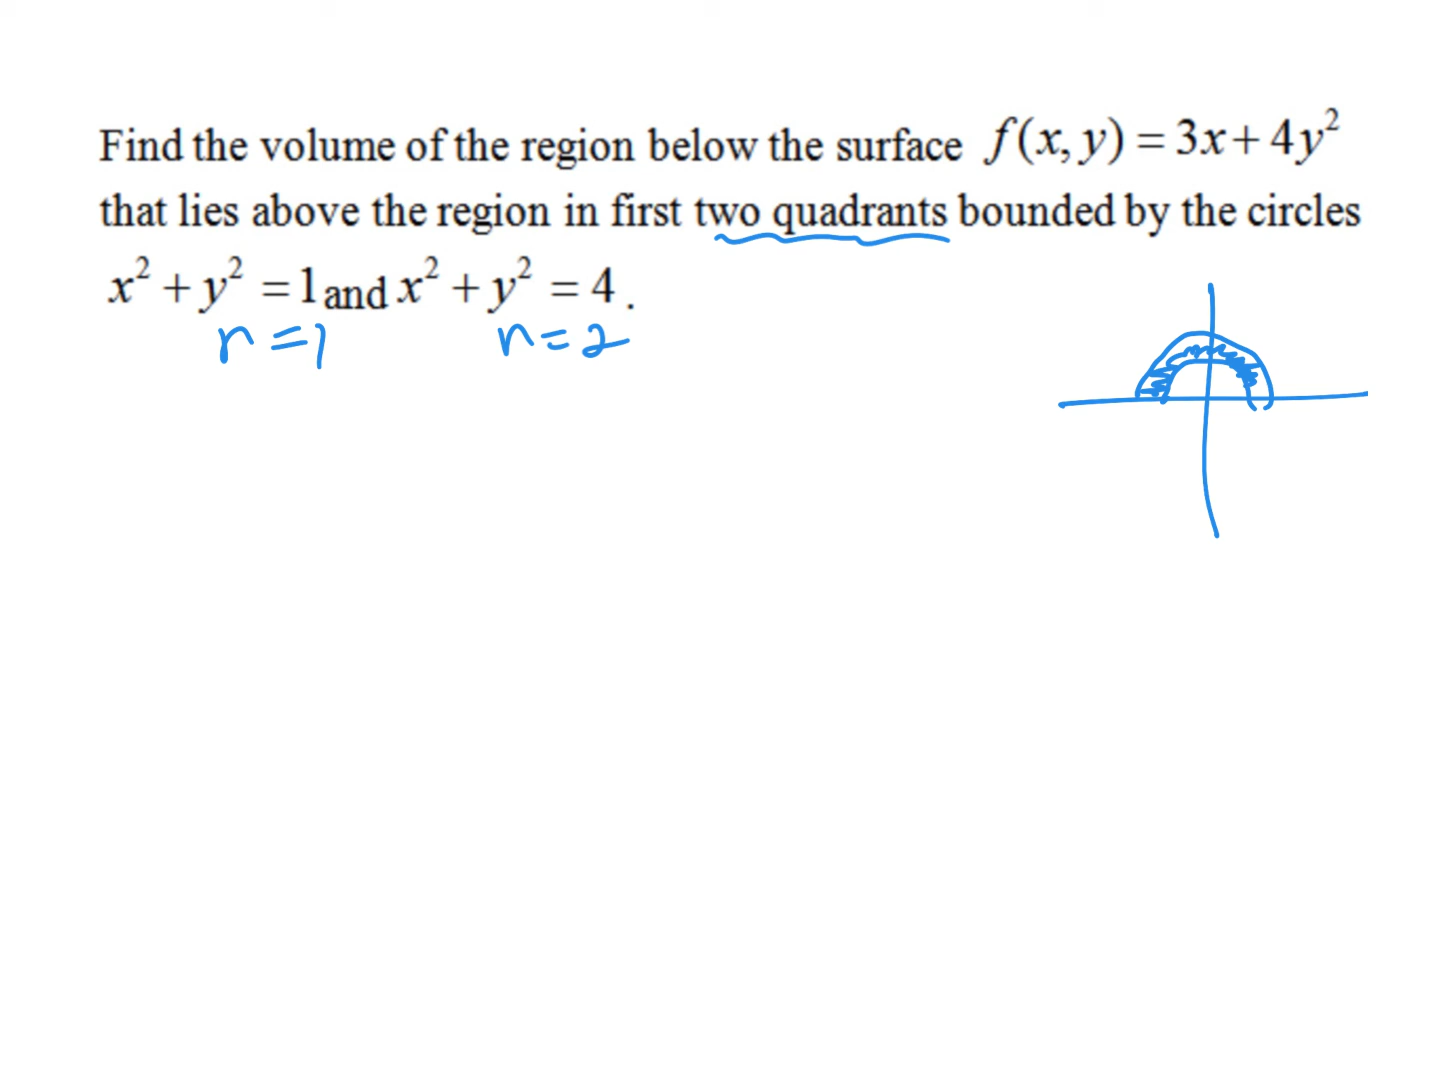 Find the volume of the region below the surface f(x, y) = 3x + 4y²
that lies above the region in first two quadrants bounded by the circles
x² + y² = 1 and x² + y² = 4 .
r = 1 r = 2